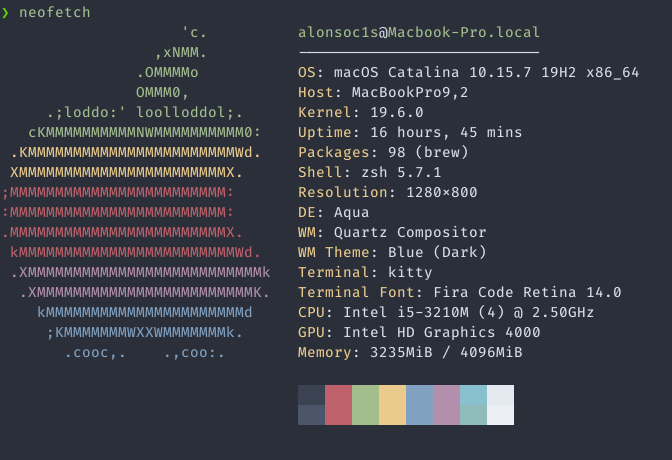 ❯ neofetch
'c.
alonsoc1s@Macbook-Pro.local
,xNMM.
---------------------------
.OMMMMo
OS: macOS Catalina 10.15.7 19H2 x86_64
OMMM0,
Host: MacBookPro9,2
.;loddo:' loolloddol;.
Kernel: 19.6.0
cKMMMMMMMMMMNWMMMMMMMMMM0:
Uptime: 16 hours, 45 mins
.KMMMMMMMMMMMMMMMMMMMMMMMWd.
Packages: 98 (brew)
XMMMMMMMMMMMMMMMMMMMMMMMX.
Shell: zsh 5.7.1
;MMMMMMMMMMMMMMMMMMMMMMMM:
Resolution: 1280×800
:MMMMMMMMMMMMMMMMMMMMMMMM:
DE: Aqua
.MMMMMMMMMMMMMMMMMMMMMMMMX.
WM: Quartz Compositor
kMMMMMMMMMMMMMMMMMMMMMMMMWd.
WM Theme: Blue (Dark)
.XMMMMMMMMMMMMMMMMMMMMMMMMMMk
Terminal: kitty
.XMMMMMMMMMMMMMMMMMMMMMMMMK.
Terminal Font: Fira Code Retina 14.0
kMMMMMMMMMMMMMMMMMMMMMMd
CPU: Intel i5-3210M (4) @ 2.50GHz
;KMMMMMMMWXXWMMMMMMMk.
GPU: Intel HD Graphics 4000
.cooc,.    .,coo:.
Memory: 3235MiB / 4096MiB